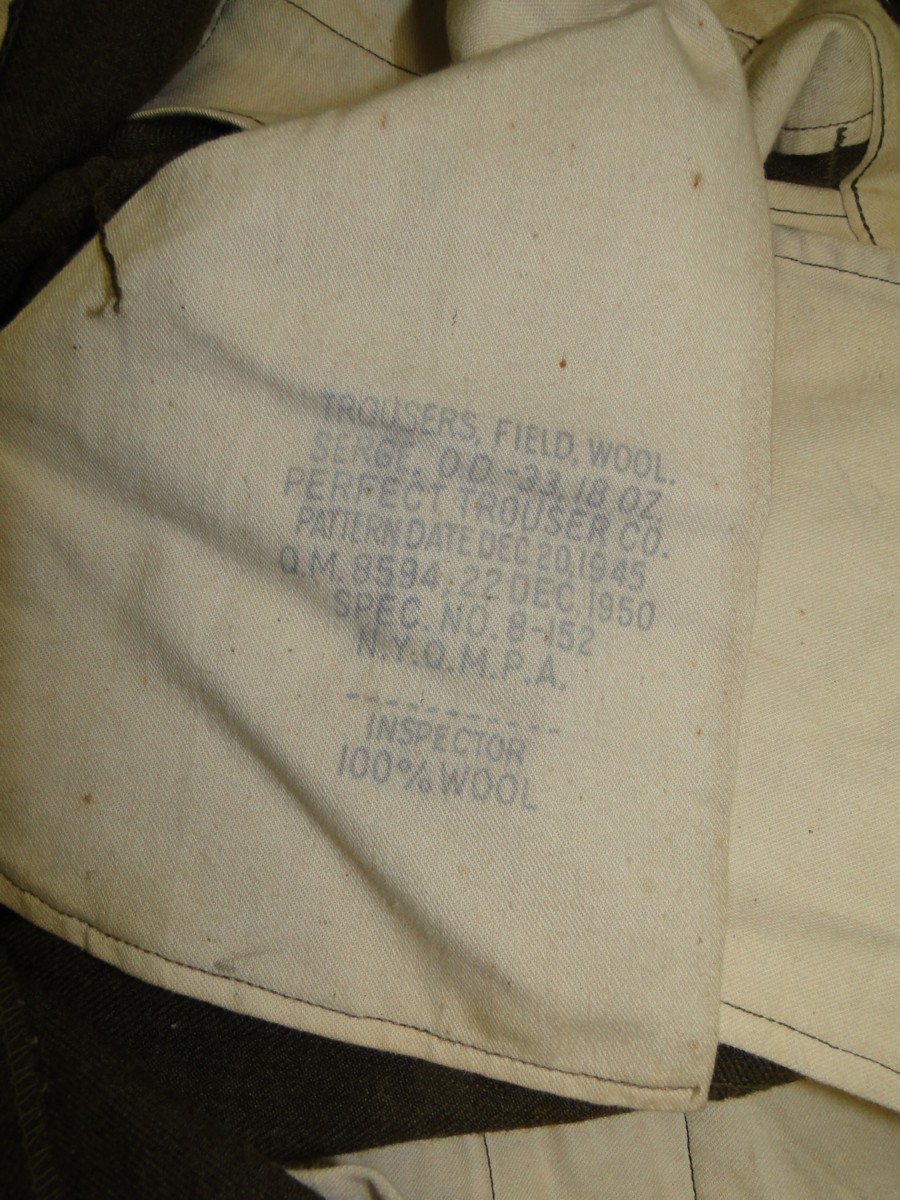 TROUSERS, FIELD, WOOL.
SERGE, O.D.-33, 18 OZ.
PERFECT TROUSER CO.
PATTERN DATE DEC 20, 1945
Q.M. 8594, 22 DEC. 1950
SPEC. NO. 8-152
N.Y.Q.M.P.A.
INSPECTOR
100% WOOL